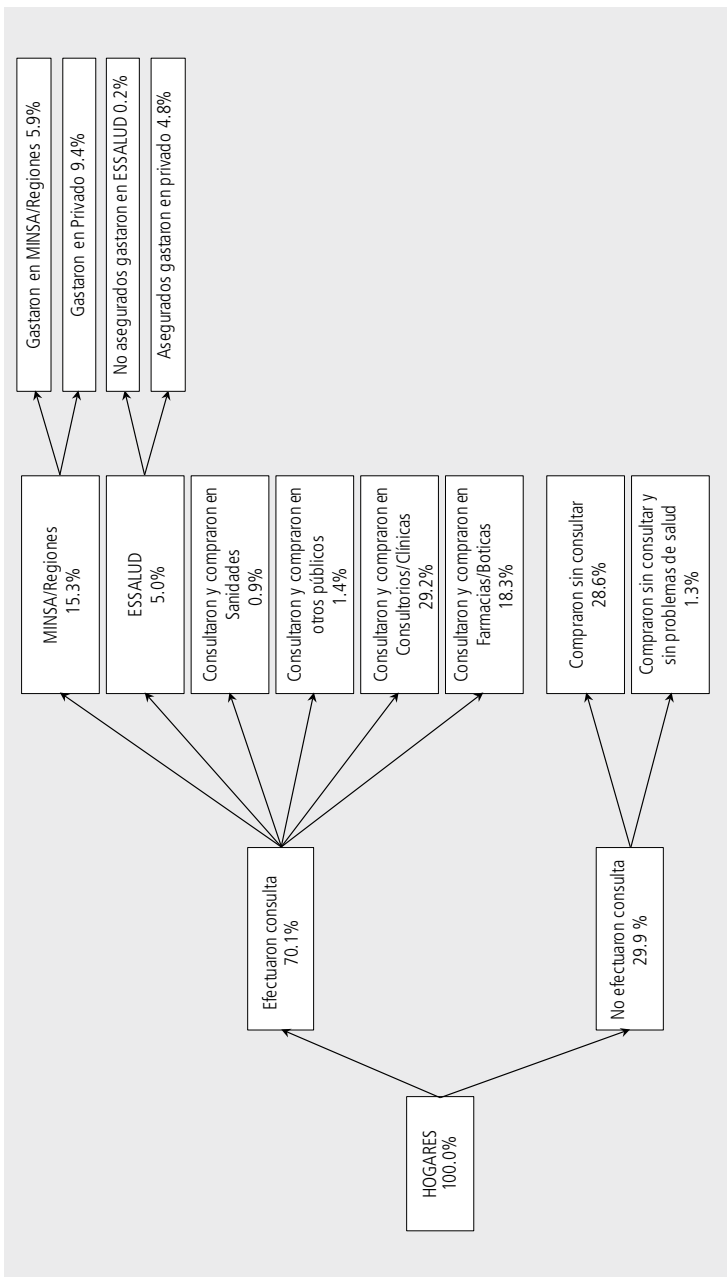 HOGARES
100.0%
Efectuaron consulta
70.1%
No efectuaron consulta
29.9 %
MINSA/Regiones
15.3%
ESSALUD
5.0%
Consultaron y compraron en
Sanidades
0.9%
Consultaron y compraron en
otros públicos
1.4%
Consultaron y compraron en
Consultorios/Clínicas
29.2%
Consultaron y compraron en
Farmacias/Boticas
18.3%
Compraron sin consultar
28.6%
Compraron sin consultar y
sin problemas de salud
1.3%
Gastaron en MINSA/Regiones 5.9%
Gastaron en Privado 9.4%
No asegurados gastaron en ESSALUD 0.2%
Asegurados gastaron en privado 4.8%